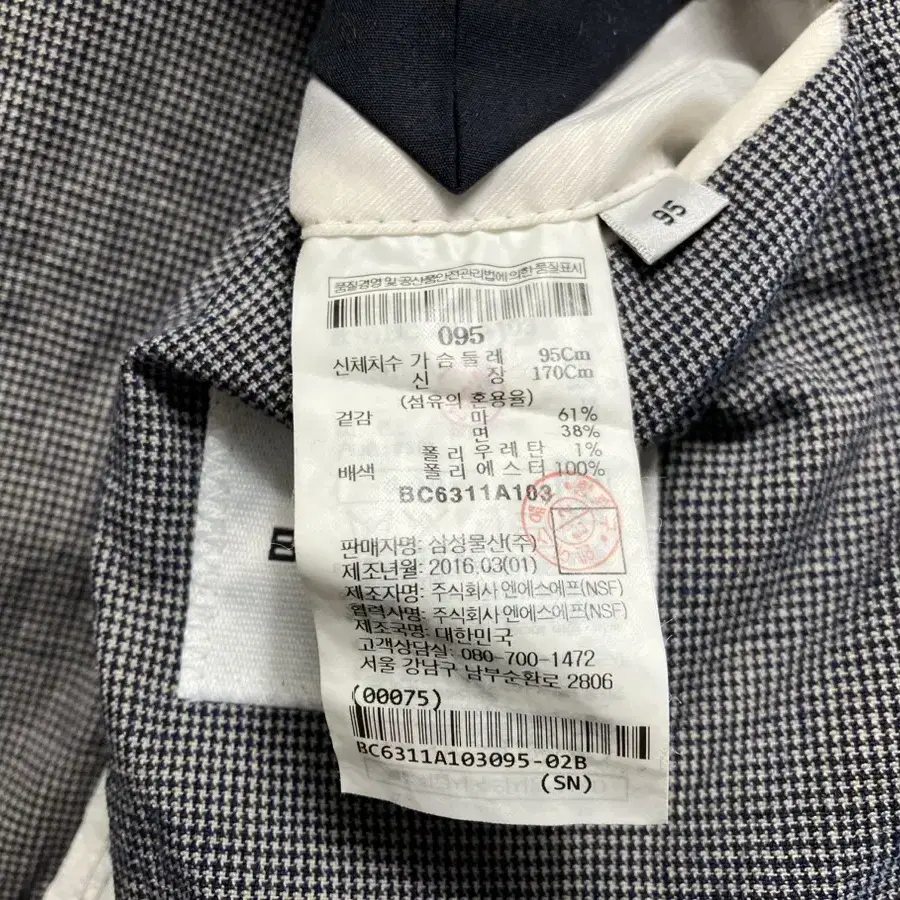 95
품질경영 및 공산품안전관리법에 의한 품질표시
095
신체치수 가 슴 둘 레 95Cm
신 장 170Cm
(섬유의 혼용율)
겉감 마 61%
면 38%
폴 리 우 레 탄 1%
배색 폴 리 에 스 터 100%
BC6311A103
판매자명: 삼성물산(주)
제조년월: 2016.03(01)
제조자명: 주식회사 엔에스에프(NSF)
협력사명: 주식회사 엔에스에프(NSF)
제조국명: 대한민국
고객상담실: 080-700-1472
서울 강남구 남부순환로 2806
(00075)
BC6311A103095-02B
(SN)